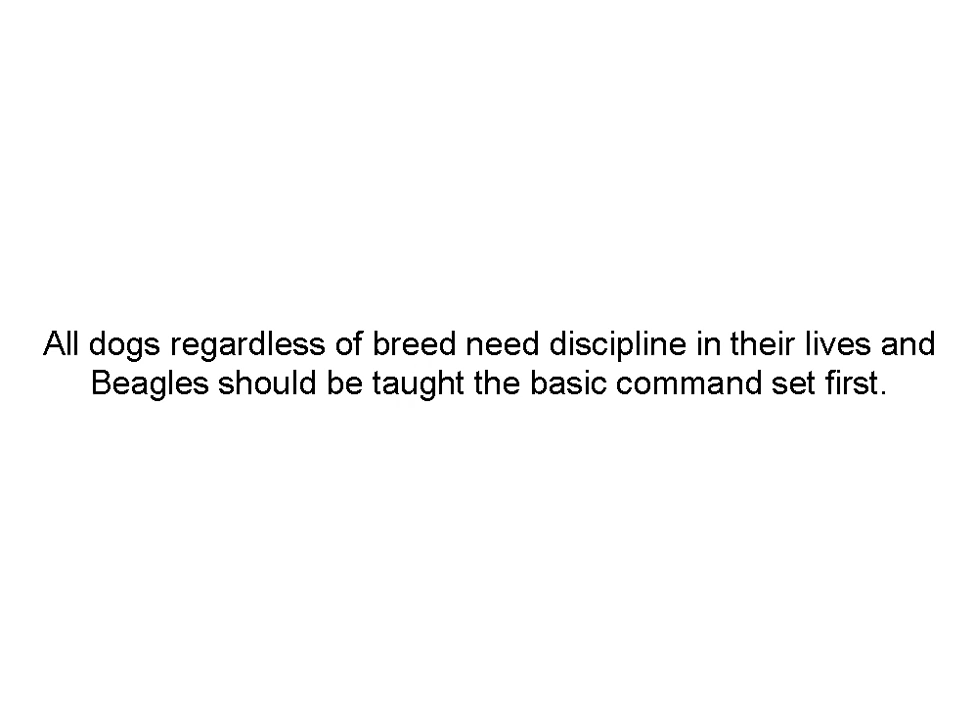 All dogs regardless of breed need discipline in their lives and
Beagles should be taught the basic command set first.